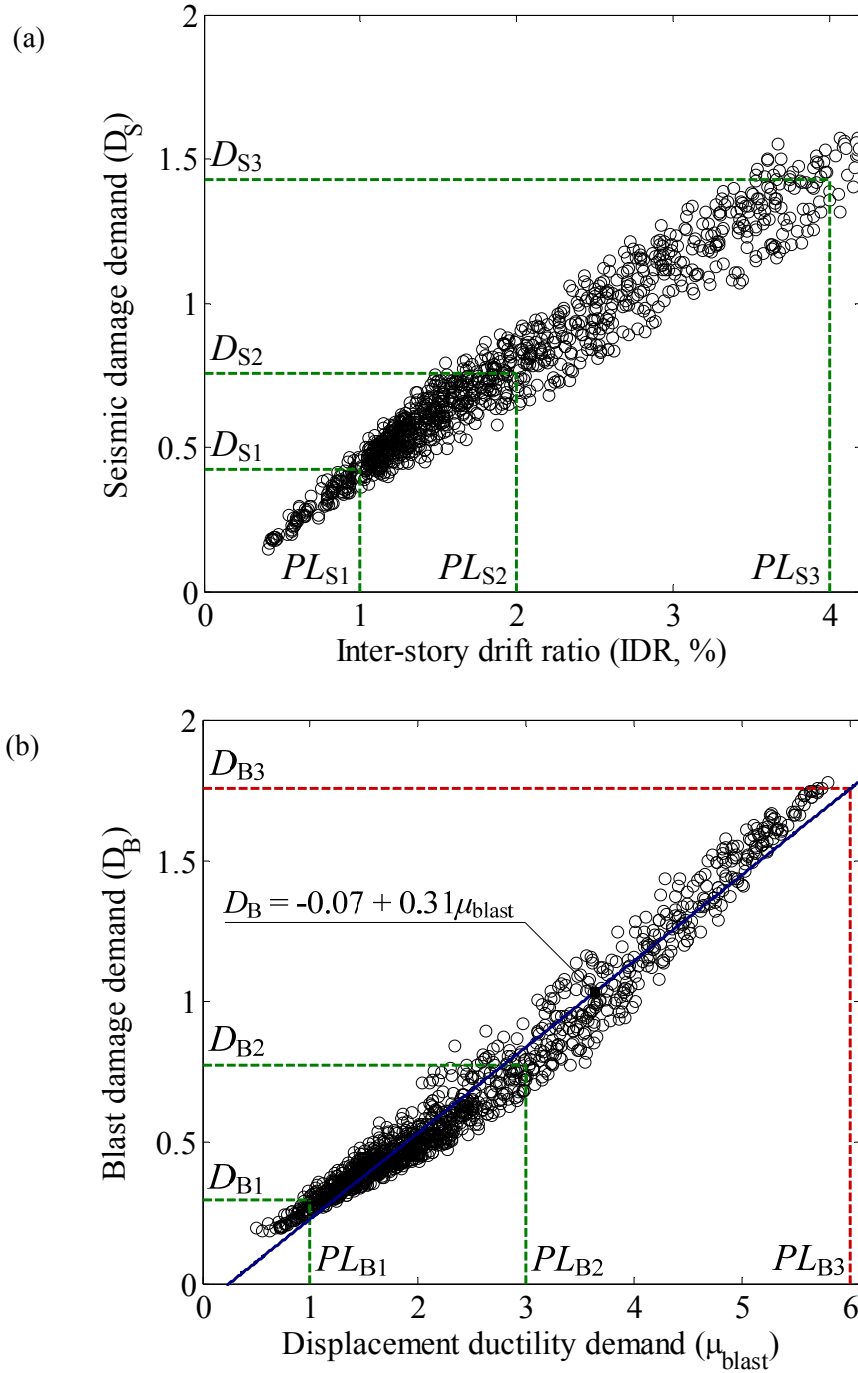 (a)
2
1.5
1
0.5
0
Seismic damage demand (D_S)
D_S3
D_S2
D_S1
PL_S1
PL_S2
PL_S3
0 1 2 3 4
Inter-story drift ratio (IDR, %)
(b)
2
1.5
1
0.5
0
Blast damage demand (D_B)
D_B3
D_B = -0.07 + 0.31μ_blast
D_B2
D_B1
PL_B1
PL_B2
PL_B3
0 1 2 3 4 5 6
Displacement ductility demand (μ_blast)